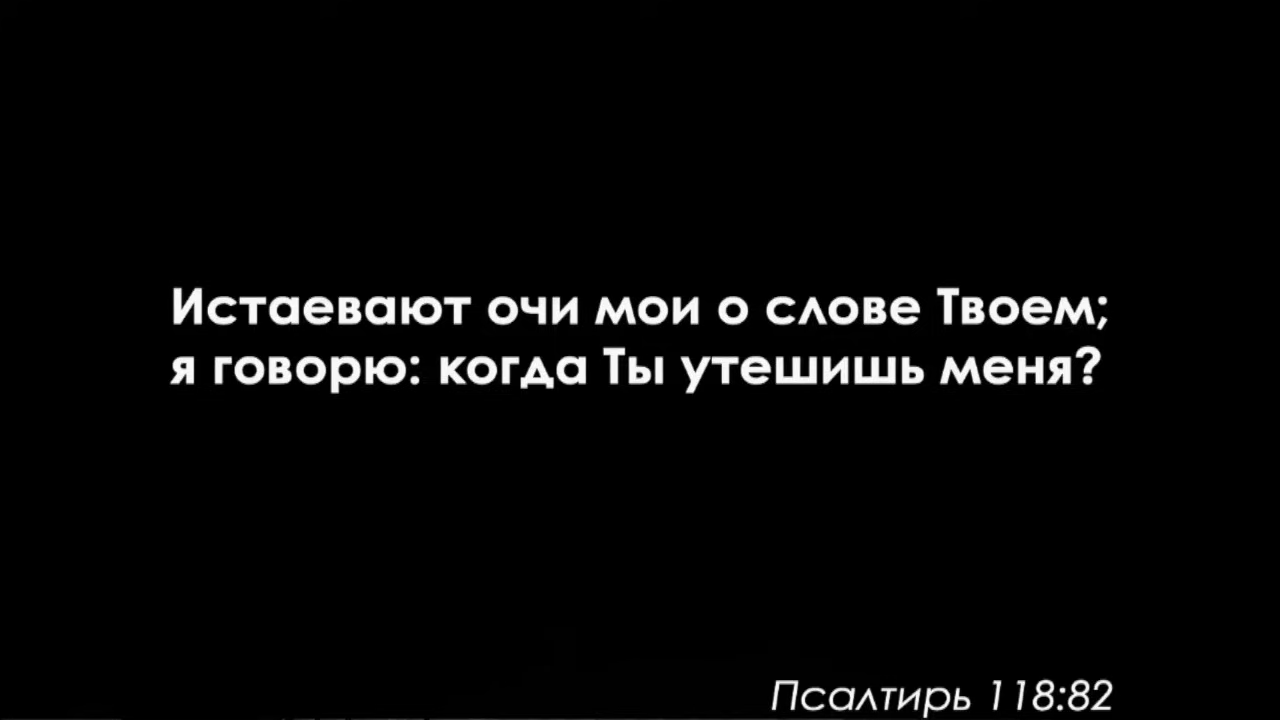 Истаевают очи мои о слове Твоем;
я говорю: когда Ты утешишь меня?
Псалтирь 118:82